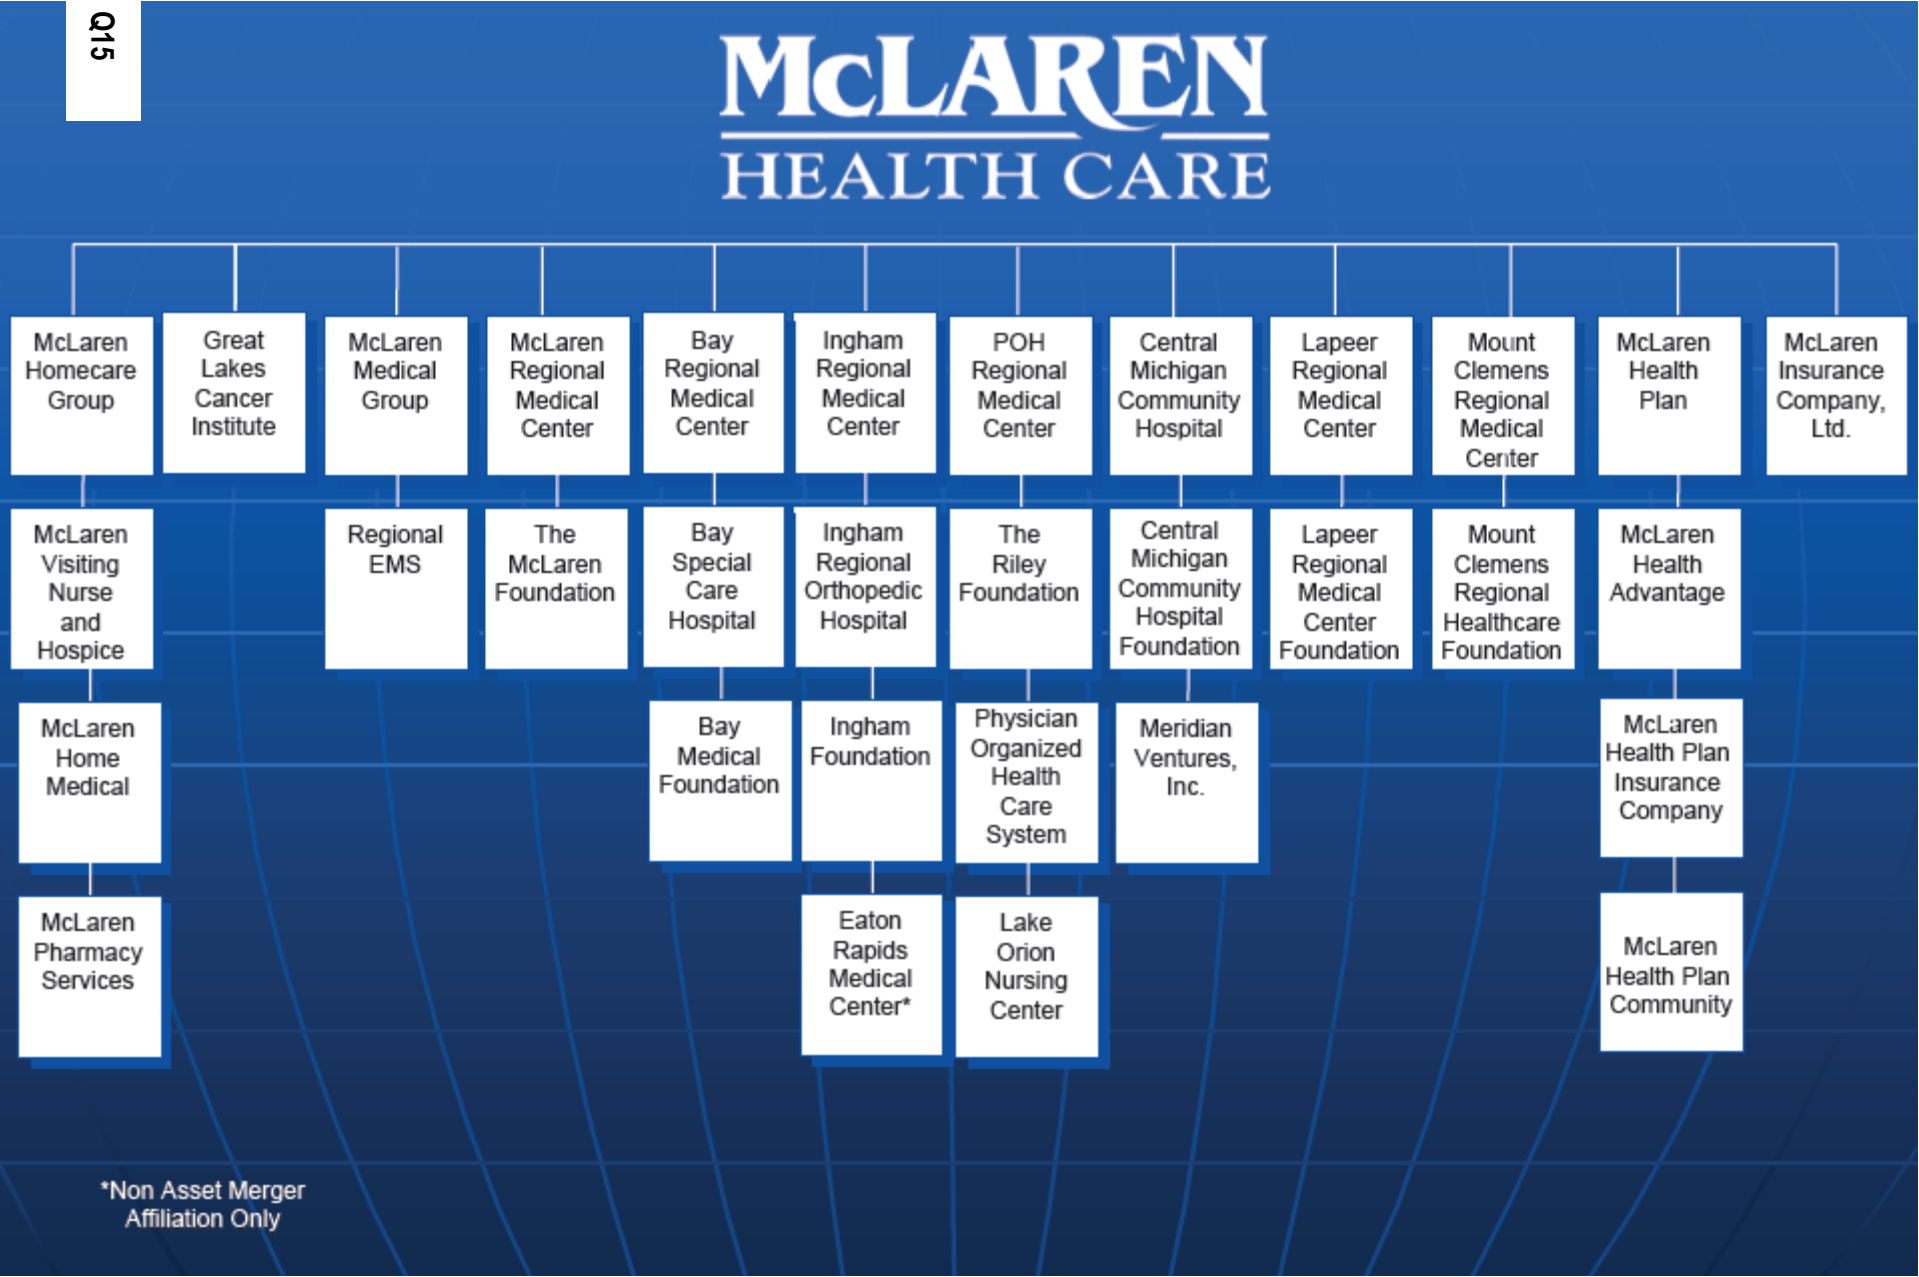 Q15
McLAREN
HEALTH CARE
McLaren
Homecare
Group
Great
Lakes
Cancer
Institute
McLaren
Medical
Group
McLaren
Regional
Medical
Center
Bay
Regional
Medical
Center
Ingham
Regional
Medical
Center
POH
Regional
Medical
Center
Central
Michigan
Community
Hospital
Lapeer
Regional
Medical
Center
Mount
Clemens
Regional
Medical
Center
McLaren
Health
Plan
McLaren
Insurance
Company,
Ltd.
McLaren
Visiting
Nurse
and
Hospice
Regional
EMS
The
McLaren
Foundation
Bay
Special
Care
Hospital
Ingham
Regional
Orthopedic
Hospital
The
Riley
Foundation
Central
Michigan
Community
Hospital
Foundation
Lapeer
Regional
Medical
Center
Foundation
Mount
Clemens
Regional
Healthcare
Foundation
McLaren
Health
Advantage
McLaren
Home
Medical
Bay
Medical
Foundation
Ingham
Foundation
Physician
Organized
Health
Care
System
Meridian
Ventures,
Inc.
McLaren
Health Plan
Insurance
Company
McLaren
Pharmacy
Services
Eaton
Rapids
Medical
Center*
Lake
Orion
Nursing
Center
McLaren
Health Plan
Community
*Non Asset Merger
Affiliation Only